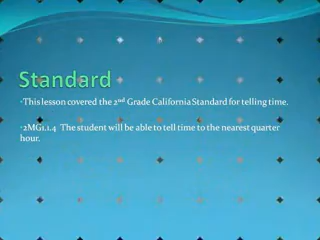 Standard
•This lesson covered the 2nd Grade California Standard for telling time.
•2MG1.1.4 The student will be able to tell time to the nearest quarter
hour.